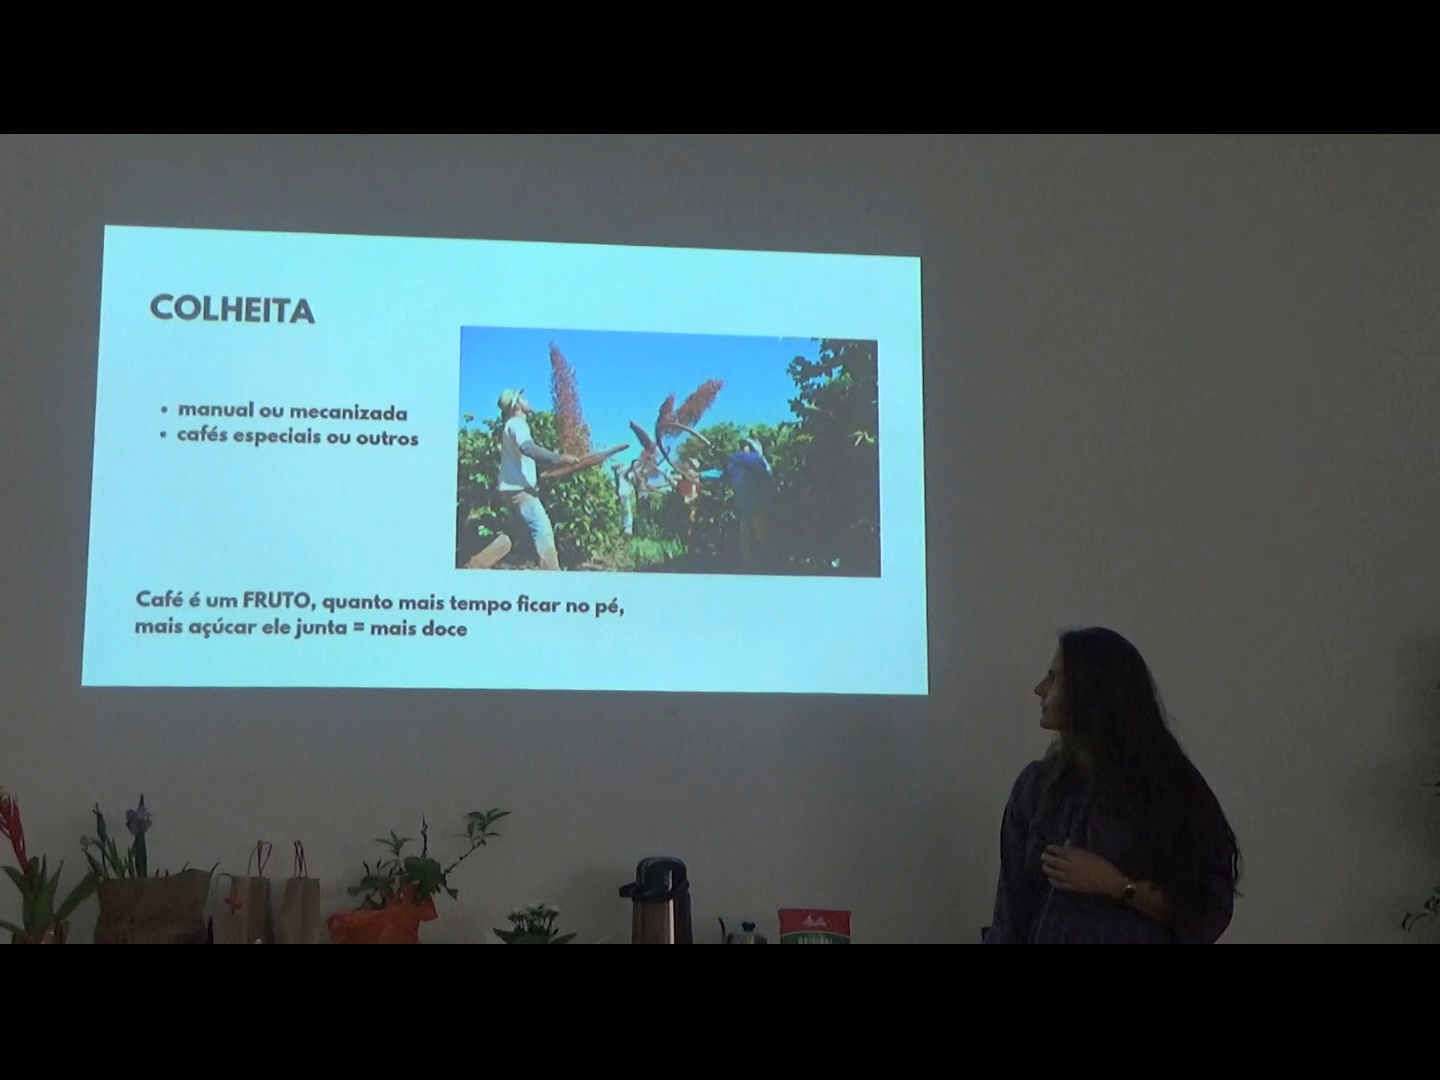 COLHEITA
• manual ou mecanizada
• cafés especiais ou outros
Café é um FRUTO, quanto mais tempo ficar no pé,
mais açúcar ele junta = mais doce
Melitta